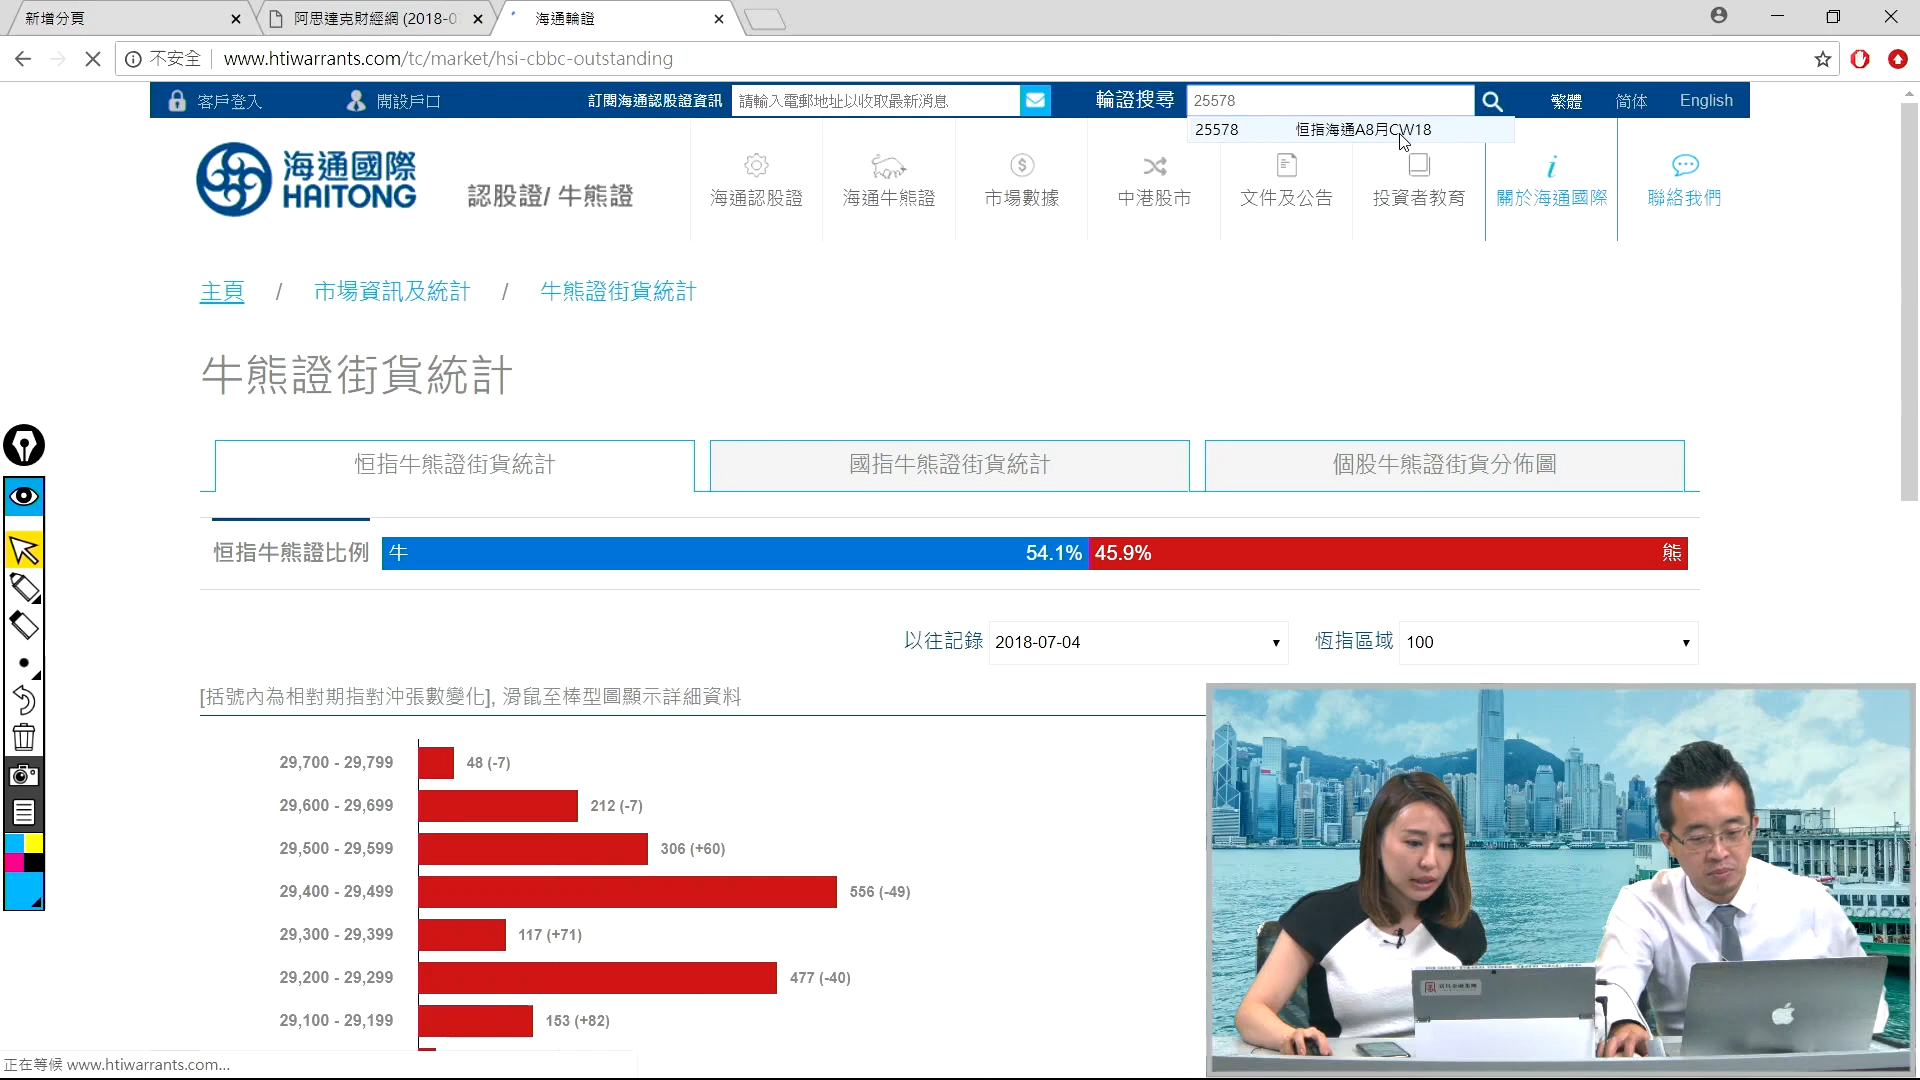 新增分頁
阿思達克財經網 (2018-0
海通輪證
不安全
www.htiwarrants.com/tc/market/hsi-cbbc-outstanding
客戶登入
開設戶口
訂閱海通認股證資訊
請輸入電郵地址以收取最新消息
輪證搜尋
25578
繁體
简体
English
25578 恒指海通A8月CW18
海通國際
HAITONG
認股證/ 牛熊證
海通認股證
海通牛熊證
市場數據
中港股市
文件及公告
投資者教育
關於海通國際
聯絡我們
主頁 / 市場資訊及統計 / 牛熊證街貨統計
牛熊證街貨統計
恒指牛熊證街貨統計
國指牛熊證街貨統計
個股牛熊證街貨分佈圖
恒指牛熊證比例
牛 54.1% 45.9% 熊
以往記錄 2018-07-04
恆指區域 100
[括號內為相對期指對沖張數變化], 滑鼠至棒型圖顯示詳細資料
29,700 - 29,799 48 (-7)
29,600 - 29,699 212 (-7)
29,500 - 29,599 306 (+60)
29,400 - 29,499 556 (-49)
29,300 - 29,399 117 (+71)
29,200 - 29,299 477 (-40)
29,100 - 29,199 153 (+82)
正在等候 www.htiwarrants.com...